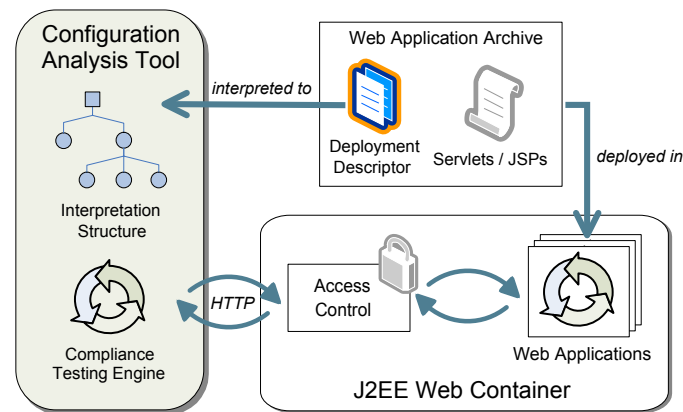 Configuration
Analysis Tool
Interpretation
Structure
Compliance
Testing Engine
interpreted to
Web Application Archive
Deployment
Descriptor
Servlets / JSPs
deployed in
HTTP
Access
Control
Web Applications
J2EE Web Container